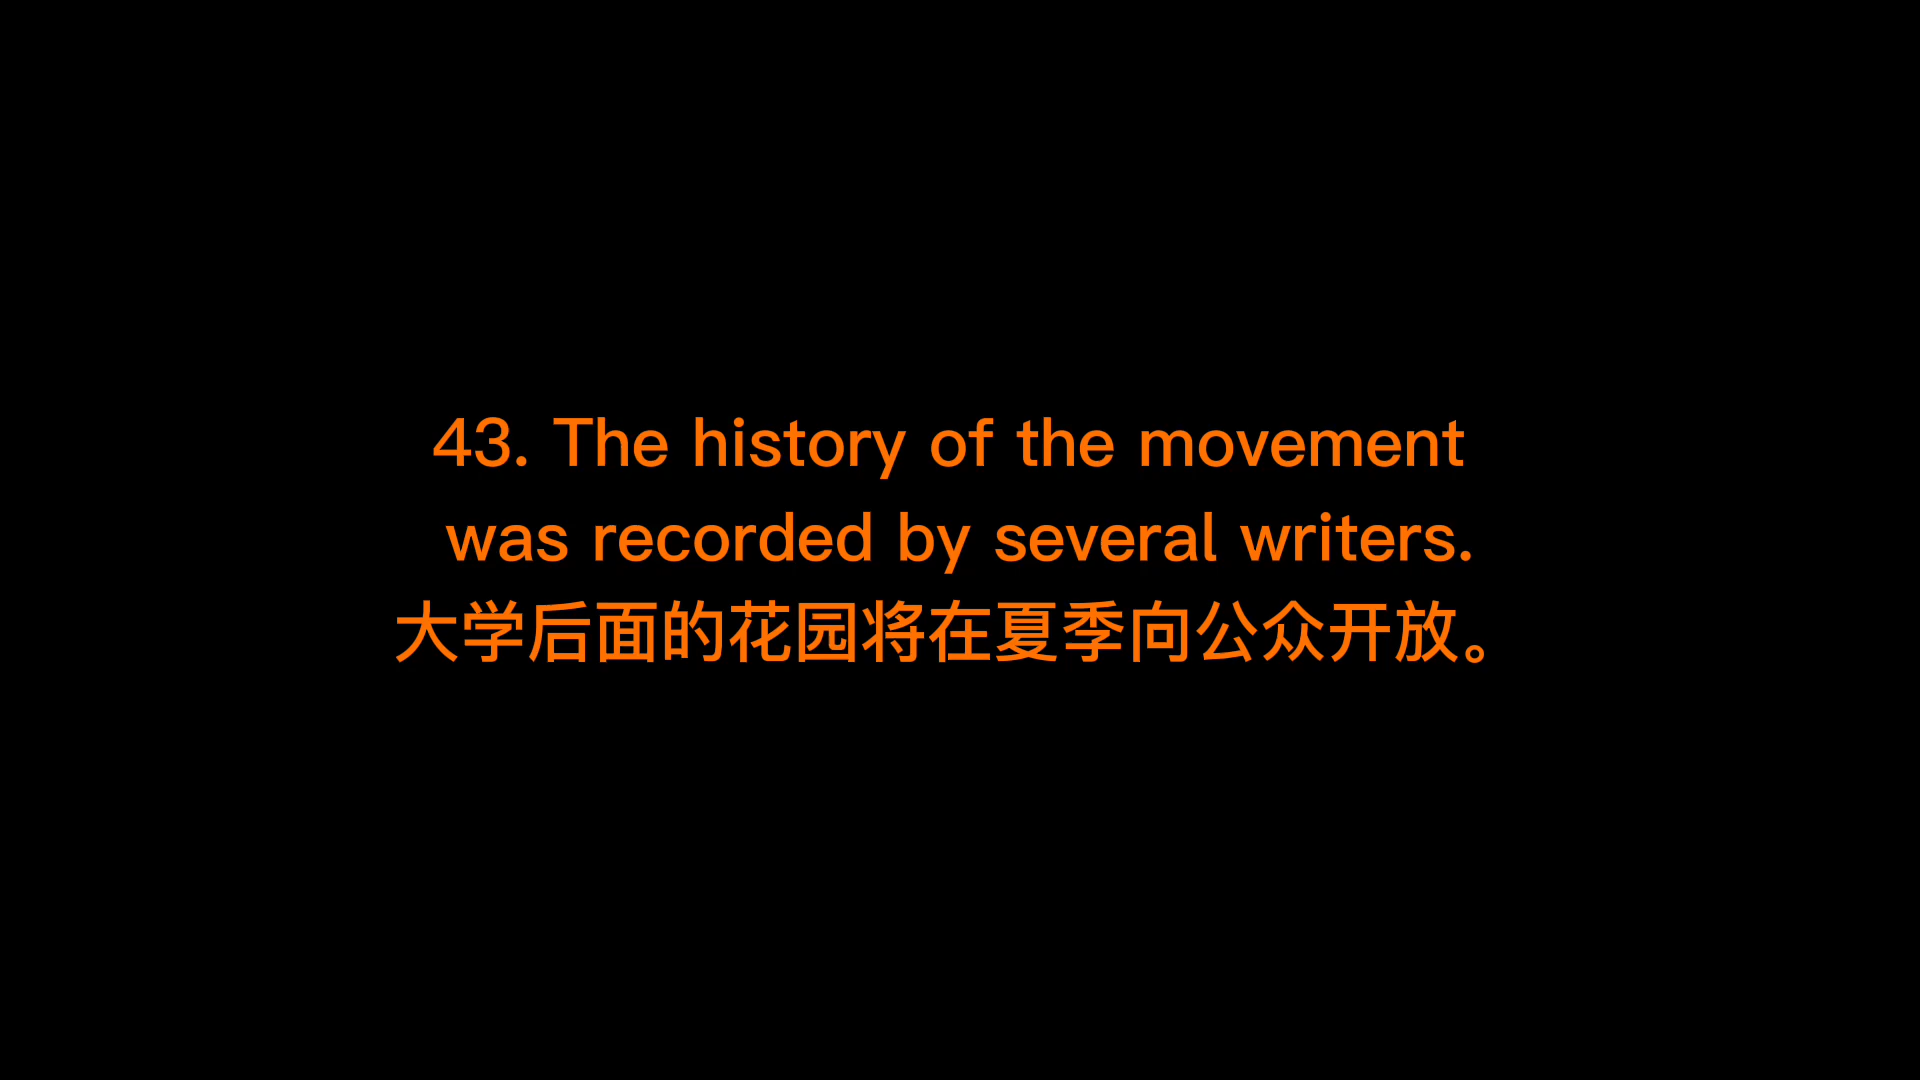 43. The history of the movement
was recorded by several writers.
大学后面的花园将在夏季向公众开放。